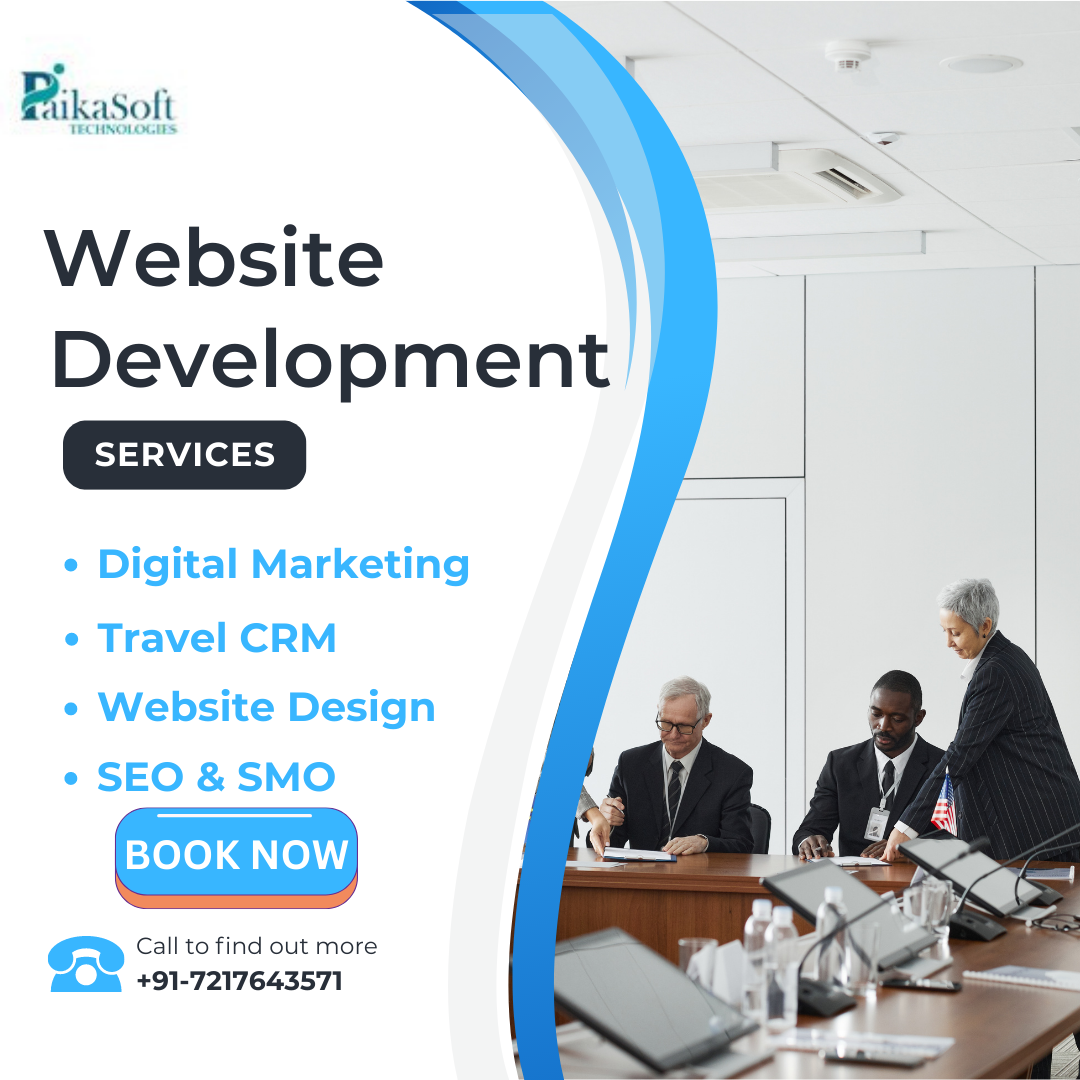 PaikaSoft
TECHNOLOGIES
Website
Development
SERVICES
• Digital Marketing
• Travel CRM
• Website Design
• SEO & SMO
BOOK NOW
Call to find out more
+91-7217643571